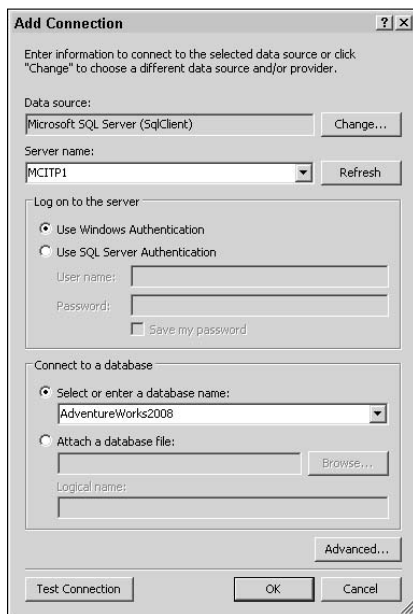 Add Connection
Enter information to connect to the selected data source or click
"Change" to choose a different data source and/or provider.
Data source:
Microsoft SQL Server (SqlClient)
Change...
Server name:
MCITP1
Refresh
Log on to the server
Use Windows Authentication
Use SQL Server Authentication
User name:
Password:
Save my password
Connect to a database
Select or enter a database name:
AdventureWorks2008
Attach a database file:
Browse...
Logical name:
Advanced...
Test Connection
OK
Cancel